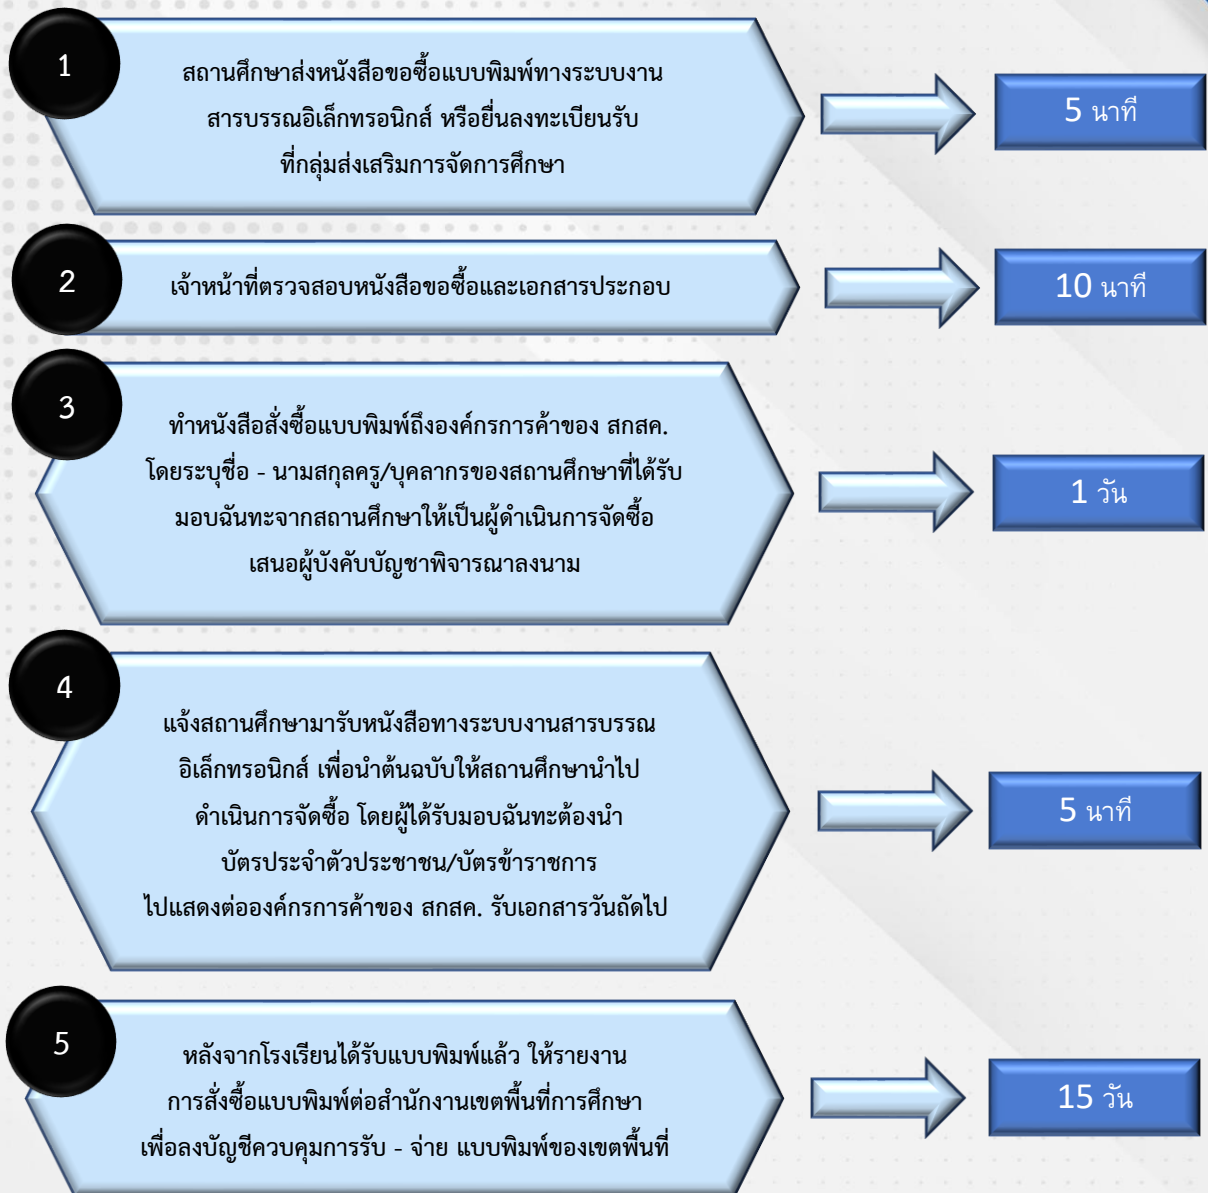 1
สถานศึกษาส่งหนังสือขอซื้อแบบพิมพ์ทางระบบงาน
สารบรรณอิเล็กทรอนิกส์ หรือยื่นลงทะเบียนรับ
ที่กลุ่มส่งเสริมการจัดการศึกษา
5 นาที
2
เจ้าหน้าที่ตรวจสอบหนังสือขอซื้อและเอกสารประกอบ
10 นาที
3
ทำหนังสือสั่งซื้อแบบพิมพ์ถึงองค์กรการค้าของ สกสค.
โดยระบุชื่อ - นามสกุลครู/บุคลากรของสถานศึกษาที่ได้รับ
มอบฉันทะจากสถานศึกษาให้เป็นผู้ดำเนินการจัดซื้อ
เสนอผู้บังคับบัญชาพิจารณาลงนาม
1 วัน
4
แจ้งสถานศึกษามารับหนังสือทางระบบงานสารบรรณ
อิเล็กทรอนิกส์ เพื่อนำต้นฉบับให้สถานศึกษานำไป
ดำเนินการจัดซื้อ โดยผู้ได้รับมอบฉันทะต้องนำ
บัตรประจำตัวประชาชน/บัตรข้าราชการ
ไปแสดงต่อองค์กรการค้าของ สกสค. รับเอกสารวันถัดไป
5 นาที
5
หลังจากโรงเรียนได้รับแบบพิมพ์แล้ว ให้รายงาน
การสั่งซื้อแบบพิมพ์ต่อสำนักงานเขตพื้นที่การศึกษา
เพื่อลงบัญชีควบคุมการรับ - จ่าย แบบพิมพ์ของเขตพื้นที่
15 วัน